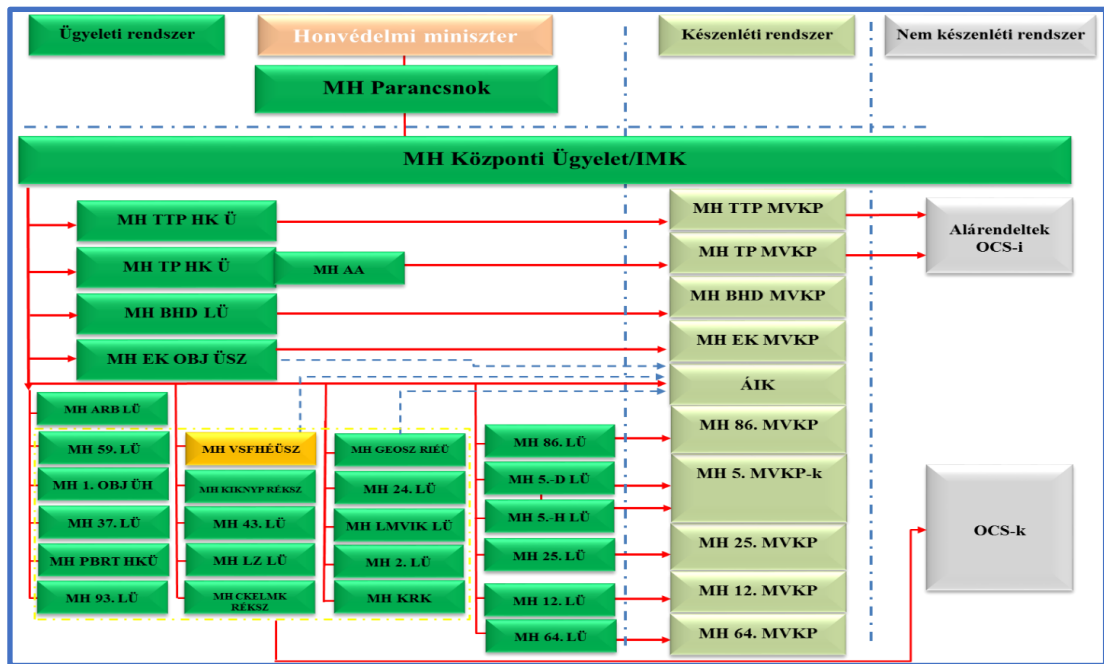 Ügyeleti rendszer
Honvédelmi miniszter
Készenléti rendszer
Nem készenléti rendszer
MH Parancsnok
MH Központi Ügyelet/IMK
MH TTP HK Ü
MH TTP MVKP
Alárendeltek
OCS-i
MH TP HK Ü
MH AA
MH TP MVKP
MH BHD LÜ
MH BHD MVKP
MH EK OBJ ÜSZ
MH EK MVKP
ÁIK
MH ARB LÜ
MH 59. LÜ
MH 1. OBJ ÜH
MH 37. LÜ
MH PBRT HKÜ
MH 93. LÜ
MH VSFHÉÜSZ
MH KIKNYP RÉKSZ
MH 43. LÜ
MH LZ LÜ
MH CKELMK
RÉKSZ
MH GEOSZ RIÉÜ
MH 24. LÜ
MH LMVIK LÜ
MH 2. LÜ
MH KRK
MH 86. LÜ
MH 5.-D LÜ
MH 5.-H LÜ
MH 25. LÜ
MH 12. LÜ
MH 64. LÜ
MH 86. MVKP
MH 5. MVKP-k
MH 25. MVKP
MH 12. MVKP
MH 64. MVKP
OCS-k